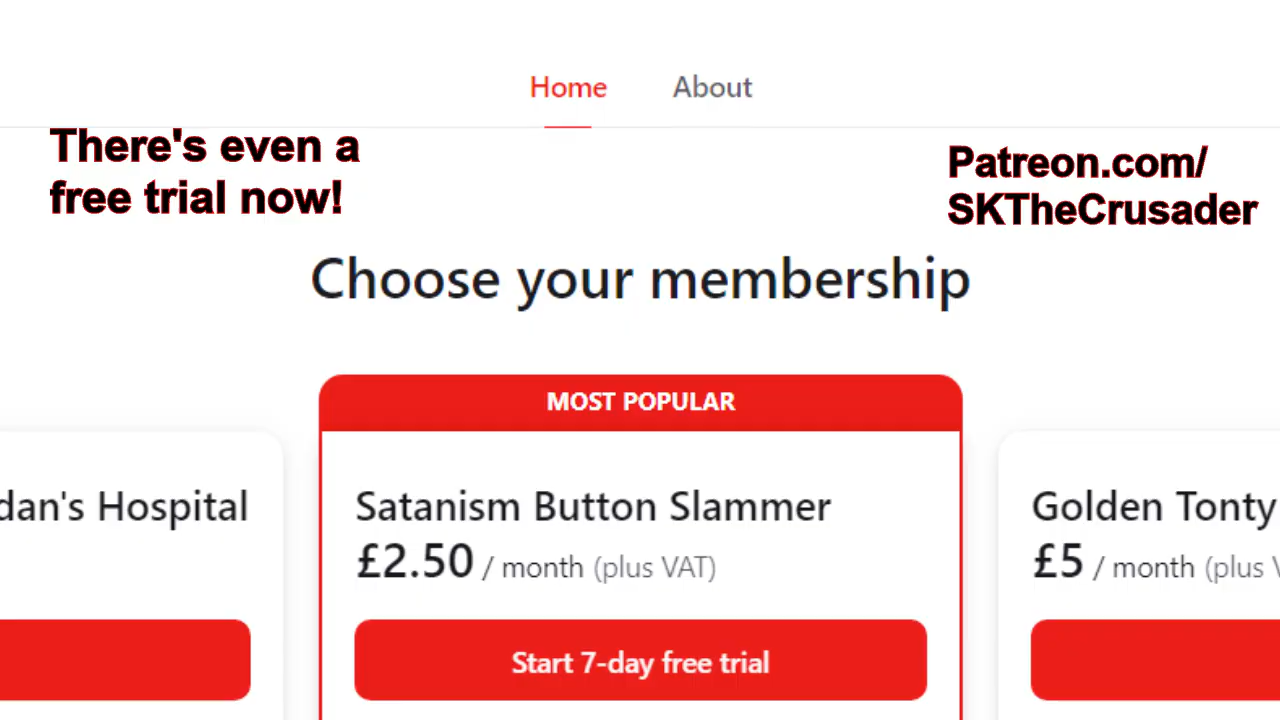 Home About
There's even a
free trial now!
Patreon.com/
SKTheCrusader
Choose your membership
MOST POPULAR
dan's Hospital
Satanism Button Slammer
£2.50 / month (plus VAT)
Start 7-day free trial
Golden Tonty
£5 / month (plus